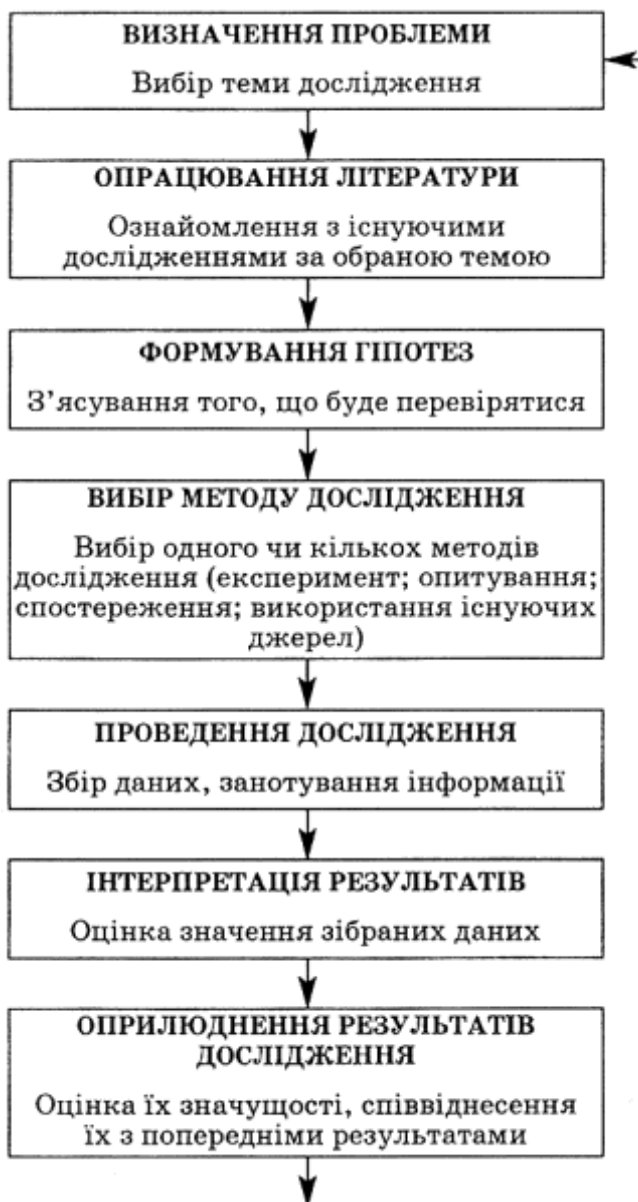 ВИЗНАЧЕННЯ ПРОБЛЕМИ
Вибір теми дослідження
ОПРАЦЮВАННЯ ЛІТЕРАТУРИ
Ознайомлення з існуючими
дослідженнями за обраною темою
ФОРМУВАННЯ ГІПОТЕЗ
З’ясування того, що буде перевірятися
ВИБІР МЕТОДУ ДОСЛІДЖЕННЯ
Вибір одного чи кількох методів
дослідження (експеримент; опитування;
спостереження; використання існуючих
джерел)
ПРОВЕДЕННЯ ДОСЛІДЖЕННЯ
Збір даних, занотування інформації
ІНТЕРПРЕТАЦІЯ РЕЗУЛЬТАТІВ
Оцінка значення зібраних даних
ОПРИЛЮДНЕННЯ РЕЗУЛЬТАТІВ
ДОСЛІДЖЕННЯ
Оцінка їх значущості, співвіднесення
їх з попередніми результатами